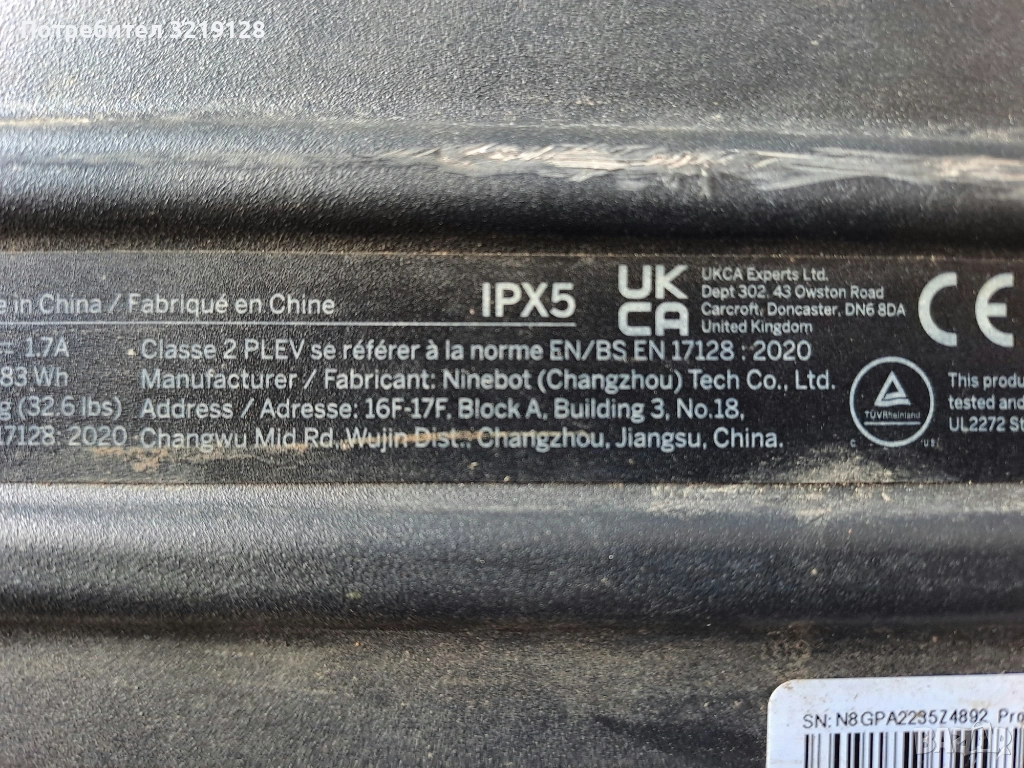 Потребител 3219128
e in China / Fabriqué en Chine
IPX5
UK
CA
UKCA Experts Ltd.
Dept 302, 43 Owston Road
Carcroft, Doncaster, DN6 8DA
United Kingdom
CE
1.7A
Classe 2 PLEV se référer à la norme EN/BS EN 17128 : 2020
83 Wh
Manufacturer / Fabricant: Ninebot (Changzhou) Tech Co., Ltd.
g (32.6 lbs)
Address / Adresse: 16F-17F, Block A, Building 3, No.18,
17128: 2020
Changwu Mid Rd., Wujin Dist., Changzhou, Jiangsu, China.
TÜVRheinland
This produ
tested and
UL2272 St
SN: N8GPA2235Z4892 Pro